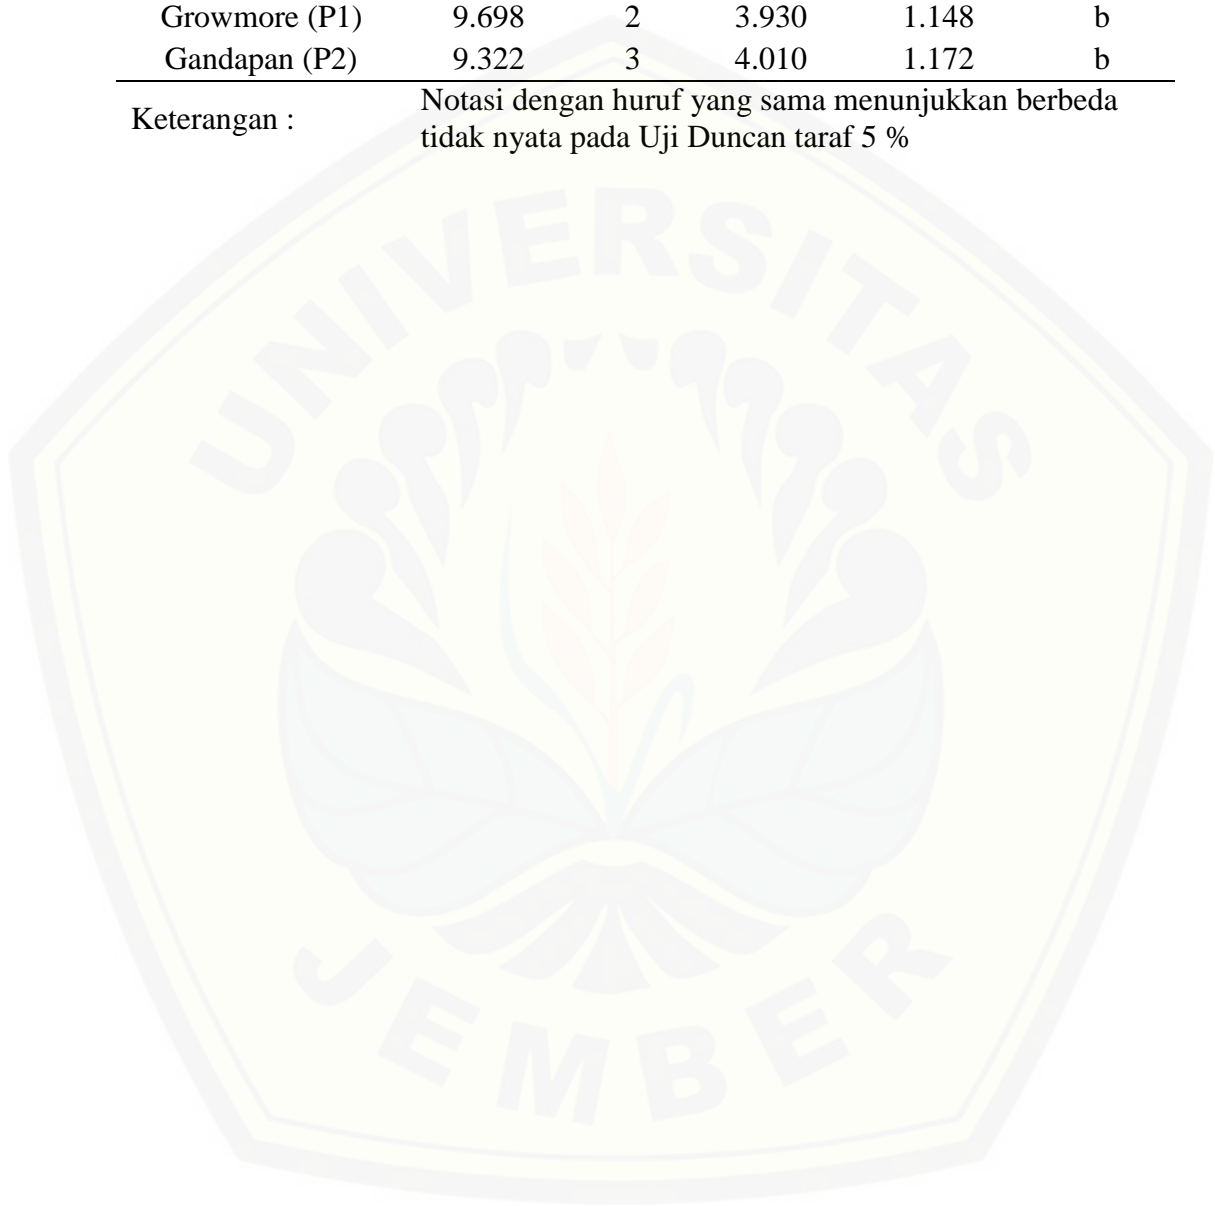 Growmore (P1) 9.698 2 3.930 1.148 b
Gandapan (P2) 9.322 3 4.010 1.172 b
Keterangan : Notasi dengan huruf yang sama menunjukkan berbeda
tidak nyata pada Uji Duncan taraf 5 %
UNIVERSITAS
JEMBER